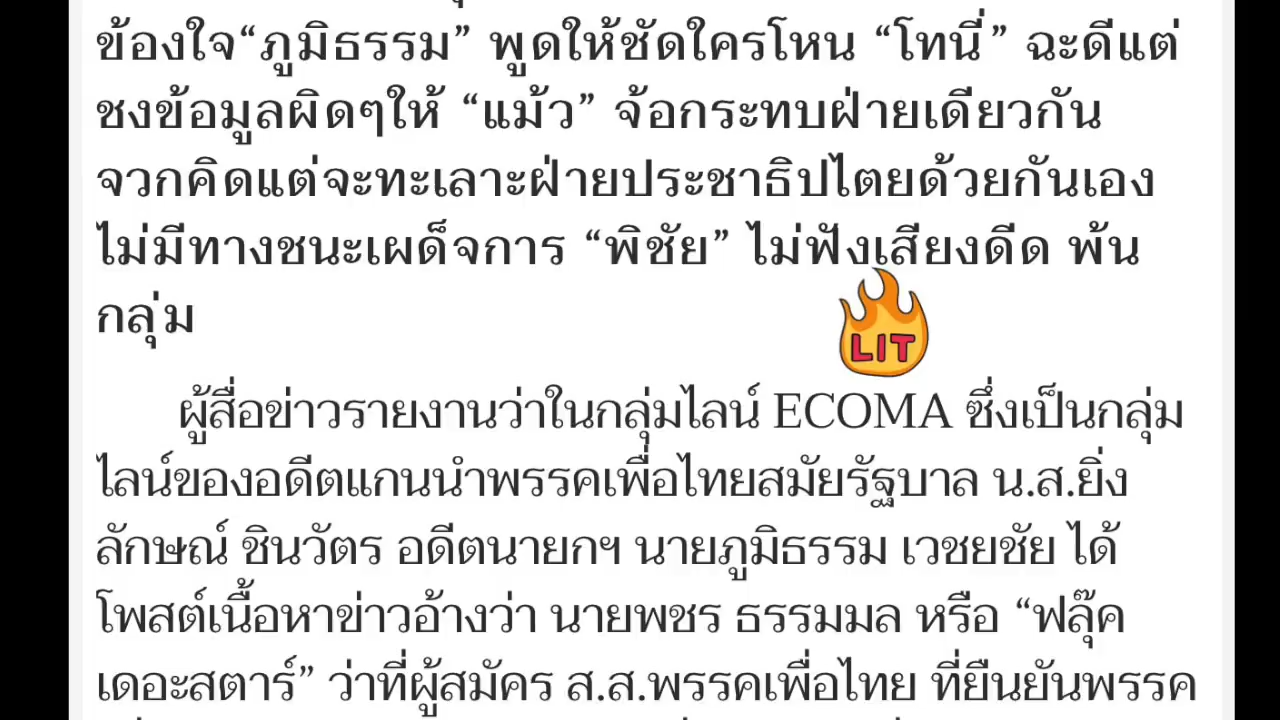 ข้องใจ“ภูมิธรรม” พูดให้ชัดใครโหน “โทนี่” ฉะดีแต่
ชงข้อมูลผิดๆให้ “แม้ว” จ้อกระทบฝ่ายเดียวกัน
จวกคิดแต่จะทะเลาะฝ่ายประชาธิปไตยด้วยกันเอง
ไม่มีทางชนะเผด็จการ “พิชัย” ไม่ฟังเสียงดีด พ้น
กลุ่ม
LIT
ผู้สื่อข่าวรายงานว่าในกลุ่มไลน์ ECOMA ซึ่งเป็นกลุ่ม
ไลน์ของอดีตแกนนำพรรคเพื่อไทยสมัยรัฐบาล น.ส.ยิ่ง
ลักษณ์ ชินวัตร อดีตนายกฯ นายภูมิธรรม เวชยชัย ได้
โพสต์เนื้อหาข่าวอ้างว่า นายพชร ธรรมมล หรือ “ฟลุ๊ค
เดอะสตาร์” ว่าที่ผู้สมัคร ส.ส.พรรคเพื่อไทย ที่ยืนยันพรรค